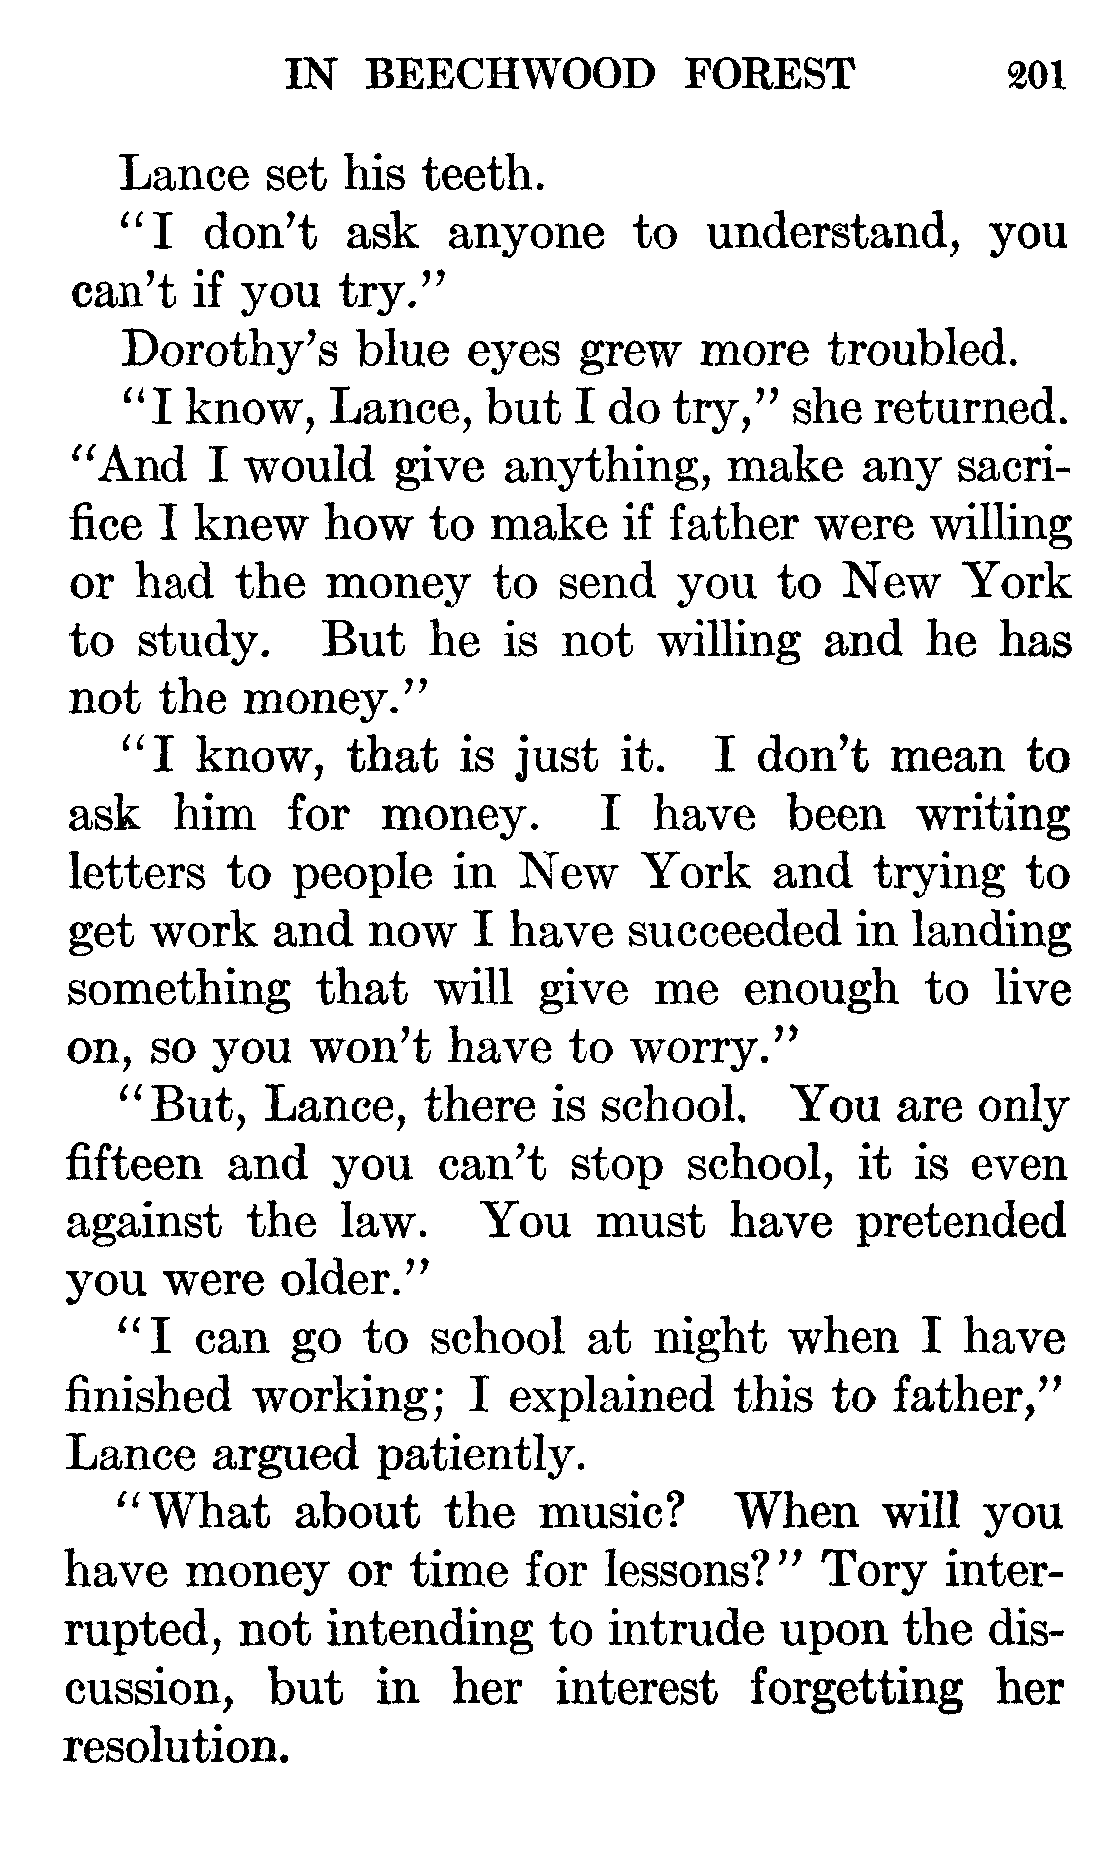 IN BEECHWOOD FOREST 201
Lance set his teeth.
"I don't ask anyone to understand, you
can't if you try."
Dorothy's blue eyes grew more troubled.
"I know, Lance, but I do try," she returned.
"And I would give anything, make any sacri-
fice I knew how to make if father were willing
or had the money to send you to New York
to study. But he is not willing and he has
not the money."
"I know, that is just it. I don't mean to
ask him for money. I have been writing
letters to people in New York and trying to
get work and now I have succeeded in landing
something that will give me enough to live
on, so you won't have to worry."
"But, Lance, there is school. You are only
fifteen and you can't stop school, it is even
against the law. You must have pretended
you were older."
"I can go to school at night when I have
finished working; I explained this to father,"
Lance argued patiently.
"What about the music? When will you
have money or time for lessons?" Tory inter-
rupted, not intending to intrude upon the dis-
cussion, but in her interest forgetting her
resolution.